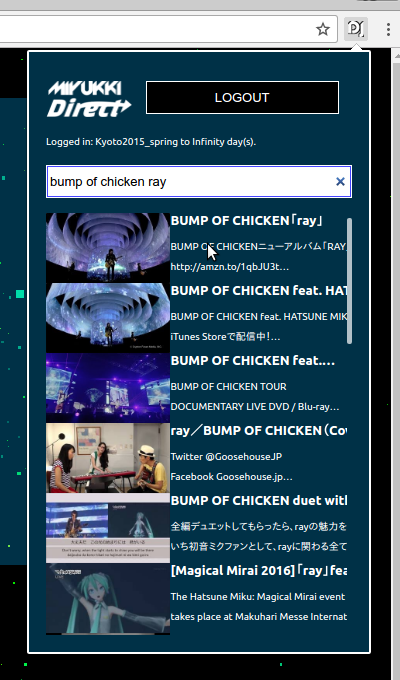 MIYUKKI
Direct
LOGOUT
Logged in: Kyoto2015_spring to Infinity day(s).
bump of chicken ray
BUMP OF CHICKEN「ray」
BUMP OF CHICKENニューアルバム「RAY」
http://amzn.to/1qbJU3t…
BUMP OF CHICKEN feat. HAT
BUMP OF CHICKEN feat. HATSUNE MIK
iTunes Storeで配信中!…
BUMP OF CHICKEN feat.…
BUMP OF CHICKEN TOUR
DOCUMENTARY LIVE DVD / Blu-ray…
ray／BUMP OF CHICKEN（Cov
Twitter @GoosehouseJP
Facebook Goosehouse.jp…
BUMP OF CHICKEN duet with
全編デュエットしてもらったら、rayの魅力を
いち初音ミクファンとして、rayに関わる全て
[Magical Mirai 2016]「ray」fea
The Hatsune Miku: Magical Mirai event
takes place at Makuhari Messe Internat